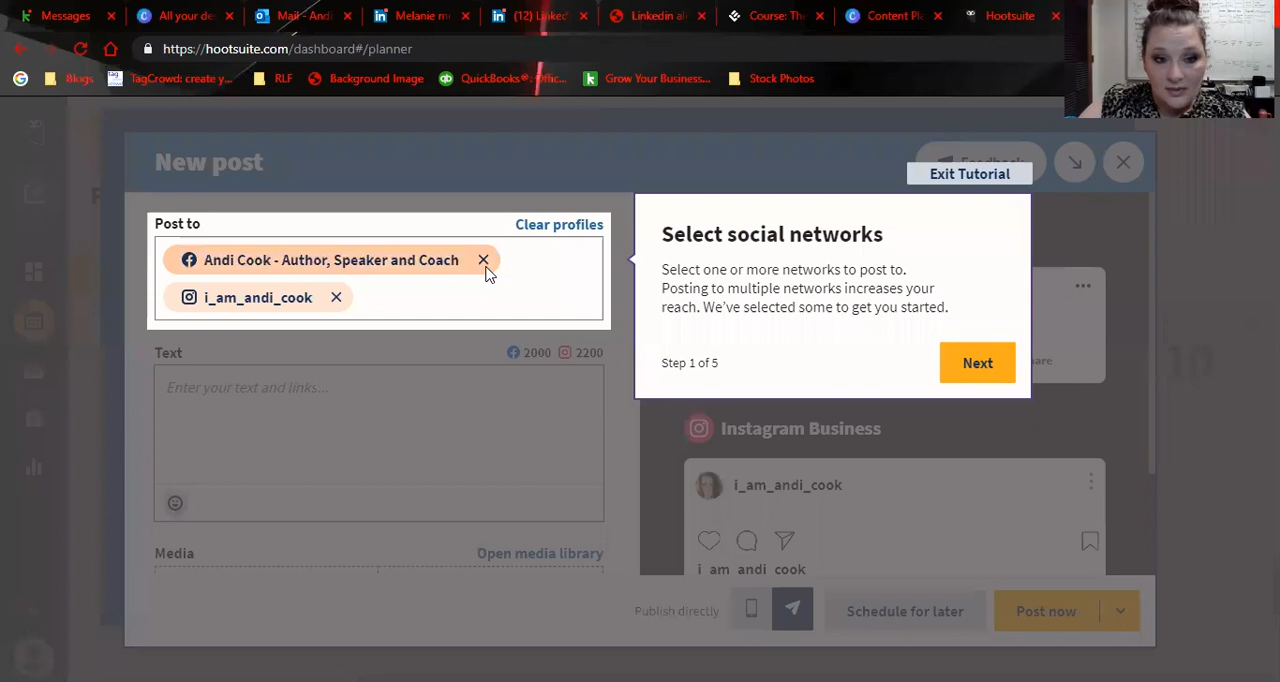 Messages
All your de
Mail - Andi
Melanie m
(12) Linked
Linkedin al
Course: The
Content Pl
Hootsuite
https://hootsuite.com/dashboard#/planner
Blogs
TagCrowd: create y...
RLF
Background Image
QuickBooks®: Offic...
Grow Your Business...
Stock Photos
New post
Feedback
Exit Tutorial
Post to
Clear profiles
Andi Cook - Author, Speaker and Coach
i_am_andi_cook
Select social networks
Select one or more networks to post to.
Posting to multiple networks increases your
reach. We've selected some to get you started.
Step 1 of 5
Next
Text
2000
2200
Enter your text and links...
Instagram Business
i_am_andi_cook
i_am_andi_cook
Media
Open media library
Publish directly
Schedule for later
Post now